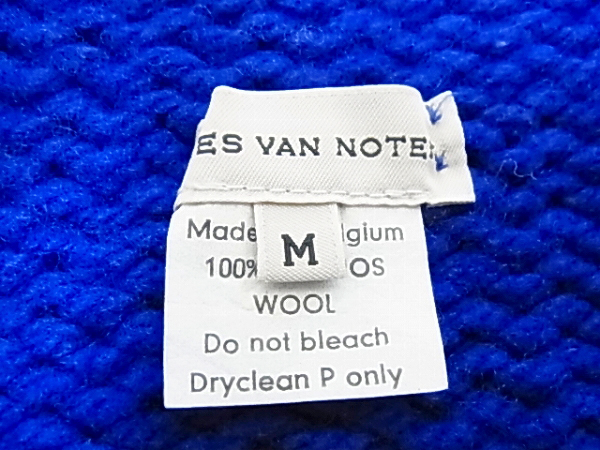 ES VAN NOTE
M
Made lgium
100% OS
WOOL
Do not bleach
Dryclean P only